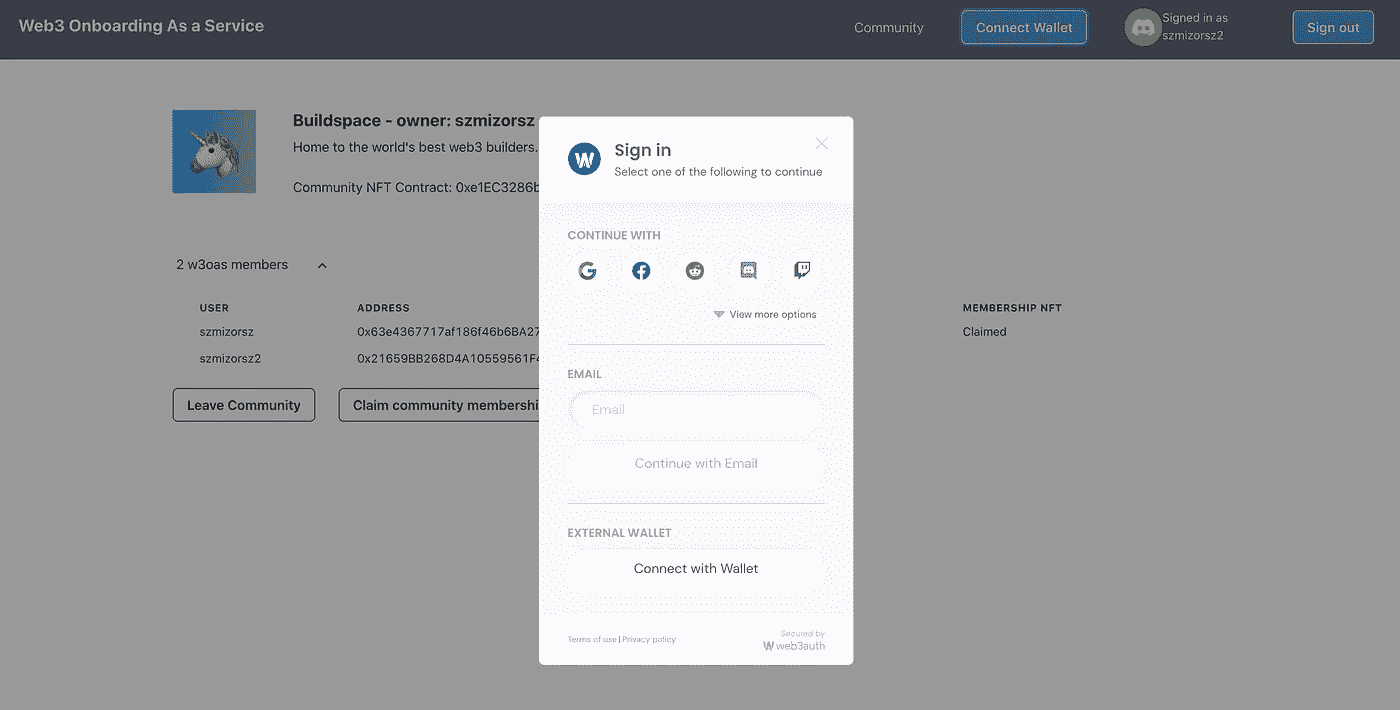 Web3 Onboarding As a Service
Community
Connect Wallet
Signed in as
szmizorsz2
Sign out
Buildspace - owner: szmizorsz
Home to the world's best web3 builders.
Community NFT Contract: 0xe1EC3286b
2 w3oas members
USER ADDRESS MEMBERSHIP NFT
szmizorsz 0x63e4367717af186f46b6BA27 Claimed
szmizorsz2 0x21659BB268D4A10559561F4
Leave Community
Claim community membershi
W
Sign in
Select one of the following to continue
CONTINUE WITH
View more options
EMAIL
Email
Continue with Email
EXTERNAL WALLET
Connect with Wallet
Terms of use | Privacy policy
Secured by
web3auth